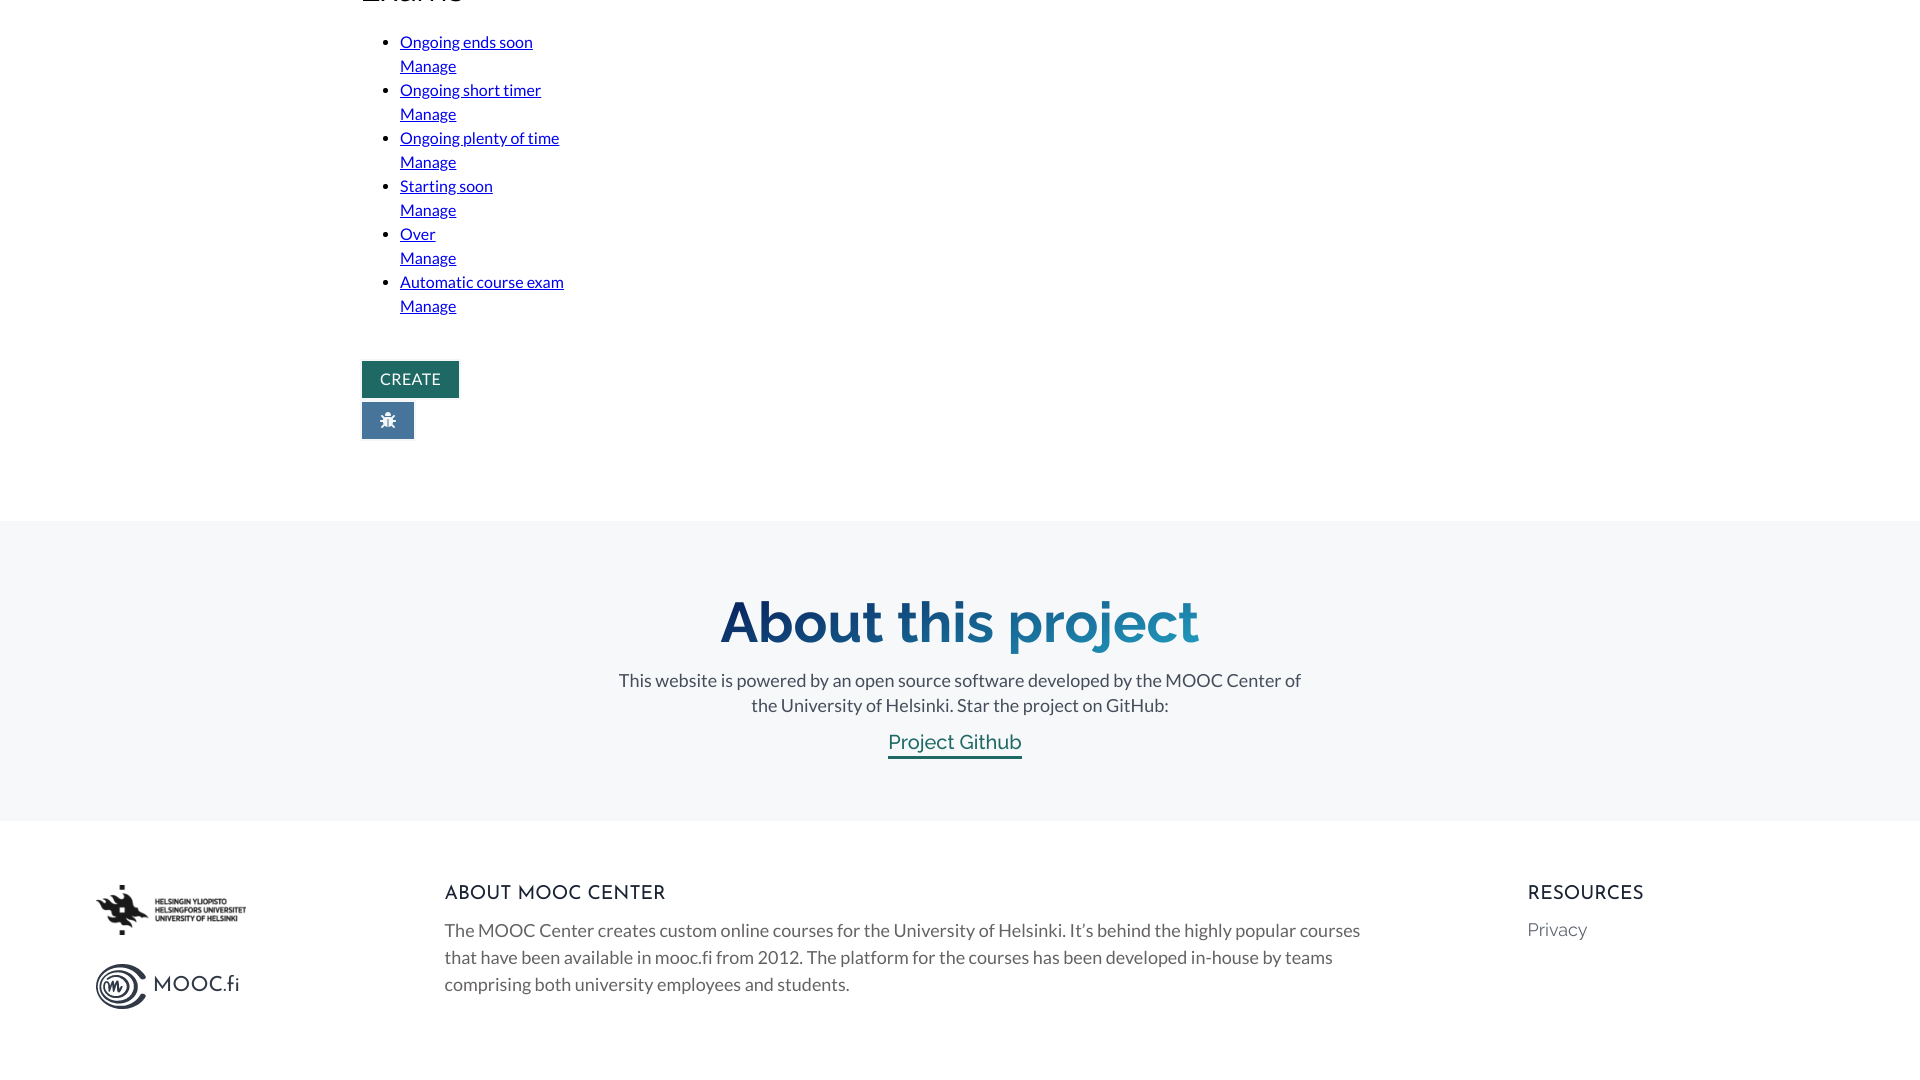 Exams
Ongoing ends soon
Manage
Ongoing short timer
Manage
Ongoing plenty of time
Manage
Starting soon
Manage
Over
Manage
Automatic course exam
Manage
CREATE
About this project
This website is powered by an open source software developed by the MOOC Center of
the University of Helsinki. Star the project on GitHub:
Project Github
HELSINGIN YLIOPISTO
HELSINGFORS UNIVERSITET
UNIVERSITY OF HELSINKI
MOOC.fi
ABOUT MOOC CENTER
The MOOC Center creates custom online courses for the University of Helsinki. It’s behind the highly popular courses
that have been available in mooc.fi from 2012. The platform for the courses has been developed in-house by teams
comprising both university employees and students.
RESOURCES
Privacy